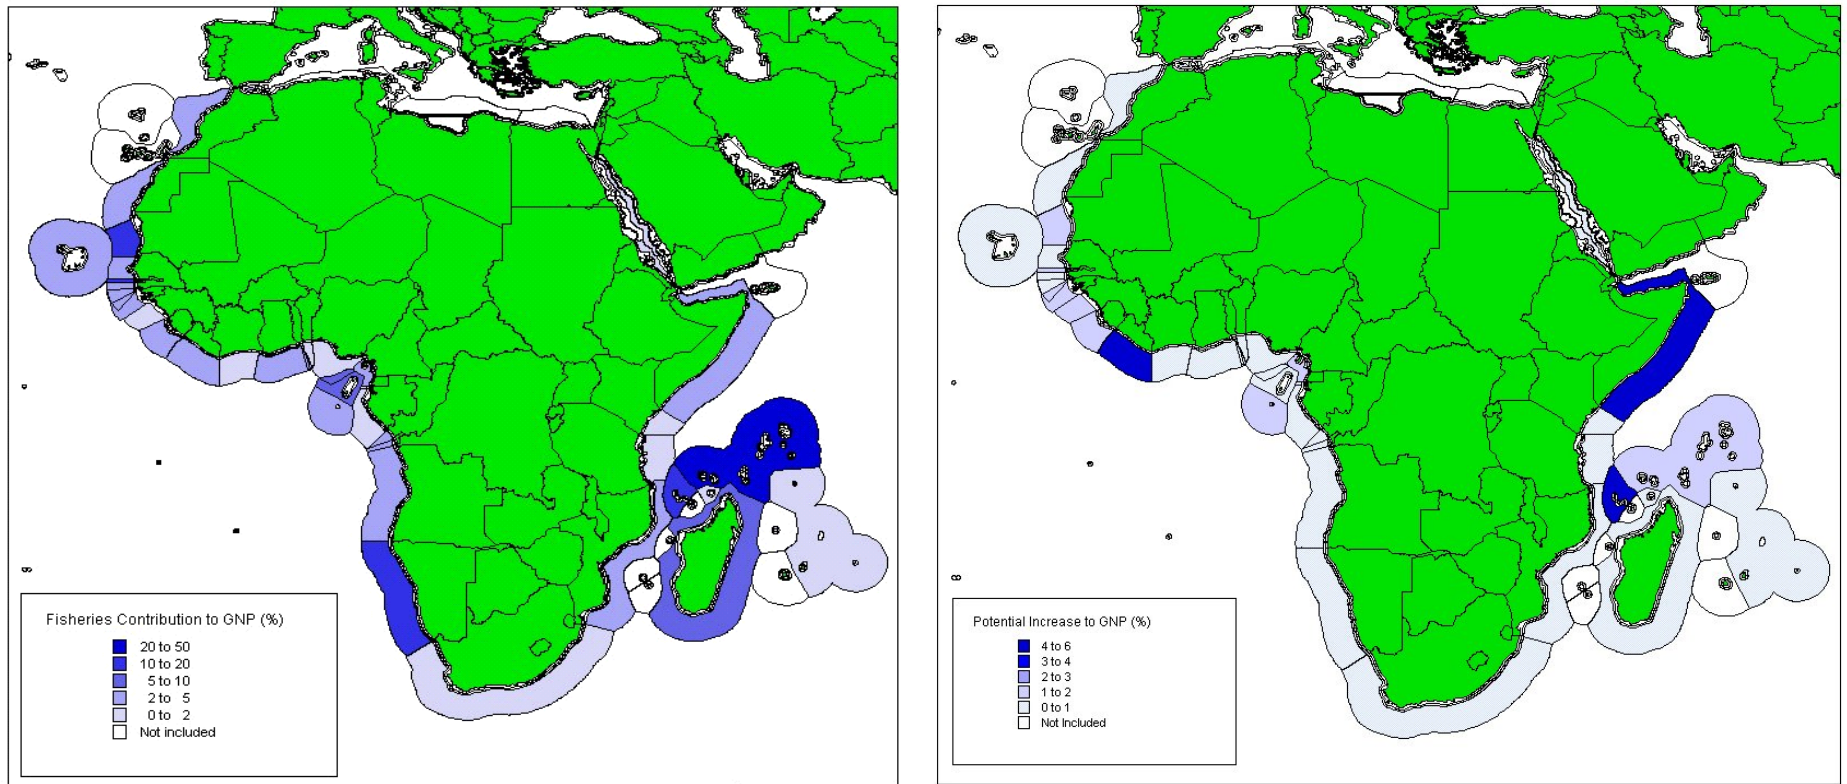 Fisheries Contribution to GNP (%)
20 to 50
10 to 20
5 to 10
2 to 5
0 to 2
Not included
Potential Increase to GNP (%)
4 to 6
3 to 4
2 to 3
1 to 2
0 to 1
Not Included